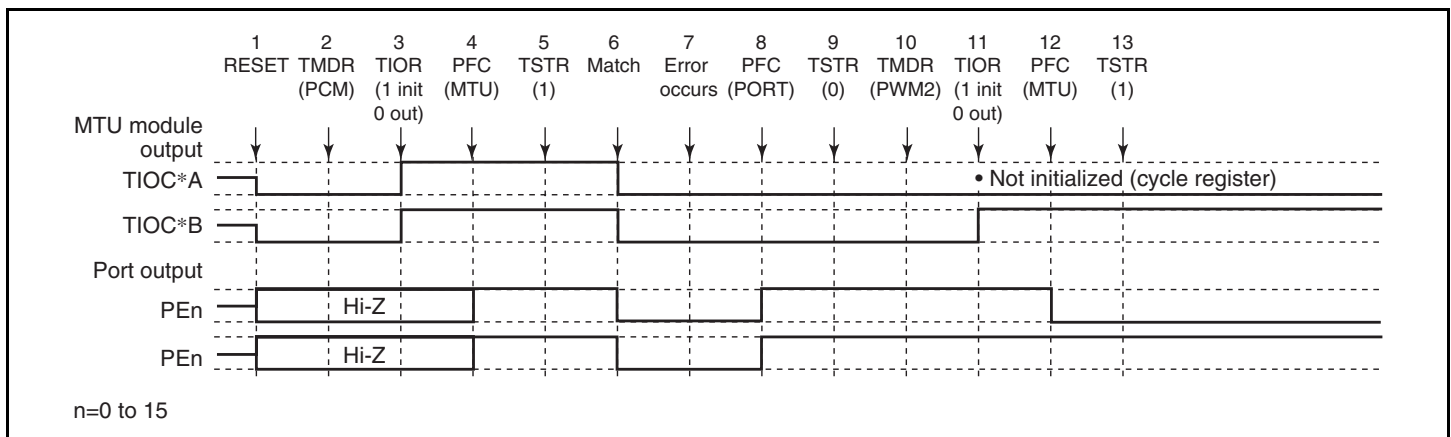 1 2 3 4 5 6 7 8 9 10 11 12 13
RESET TMDR TIOR PFC TSTR Match Error PFC TSTR TMDR TIOR PFC TSTR
(PCM) (1 init (MTU) (1) occurs (PORT) (0) (PWM2) (1 init (MTU) (1)
0 out) 0 out)
MTU module
output
TIOC*A • Not initialized (cycle register)
TIOC*B
Port output
PEn Hi-Z
PEn Hi-Z
n=0 to 15